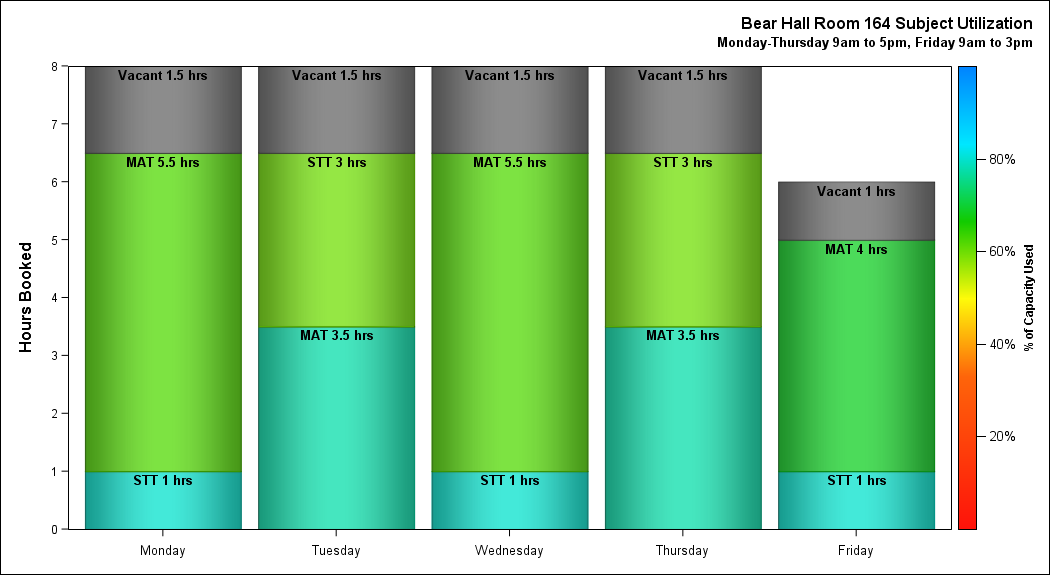 Bear Hall Room 164 Subject Utilization
Monday-Thursday 9am to 5pm, Friday 9am to 3pm
Hours Booked
8
7
6
5
4
3
2
1
0
Vacant 1.5 hrs
MAT 5.5 hrs
STT 1 hrs
Vacant 1.5 hrs
STT 3 hrs
MAT 3.5 hrs
Vacant 1.5 hrs
MAT 5.5 hrs
STT 1 hrs
Vacant 1.5 hrs
STT 3 hrs
MAT 3.5 hrs
Vacant 1 hrs
MAT 4 hrs
STT 1 hrs
Monday
Tuesday
Wednesday
Thursday
Friday
80%
60%
40%
20%
% of Capacity Used